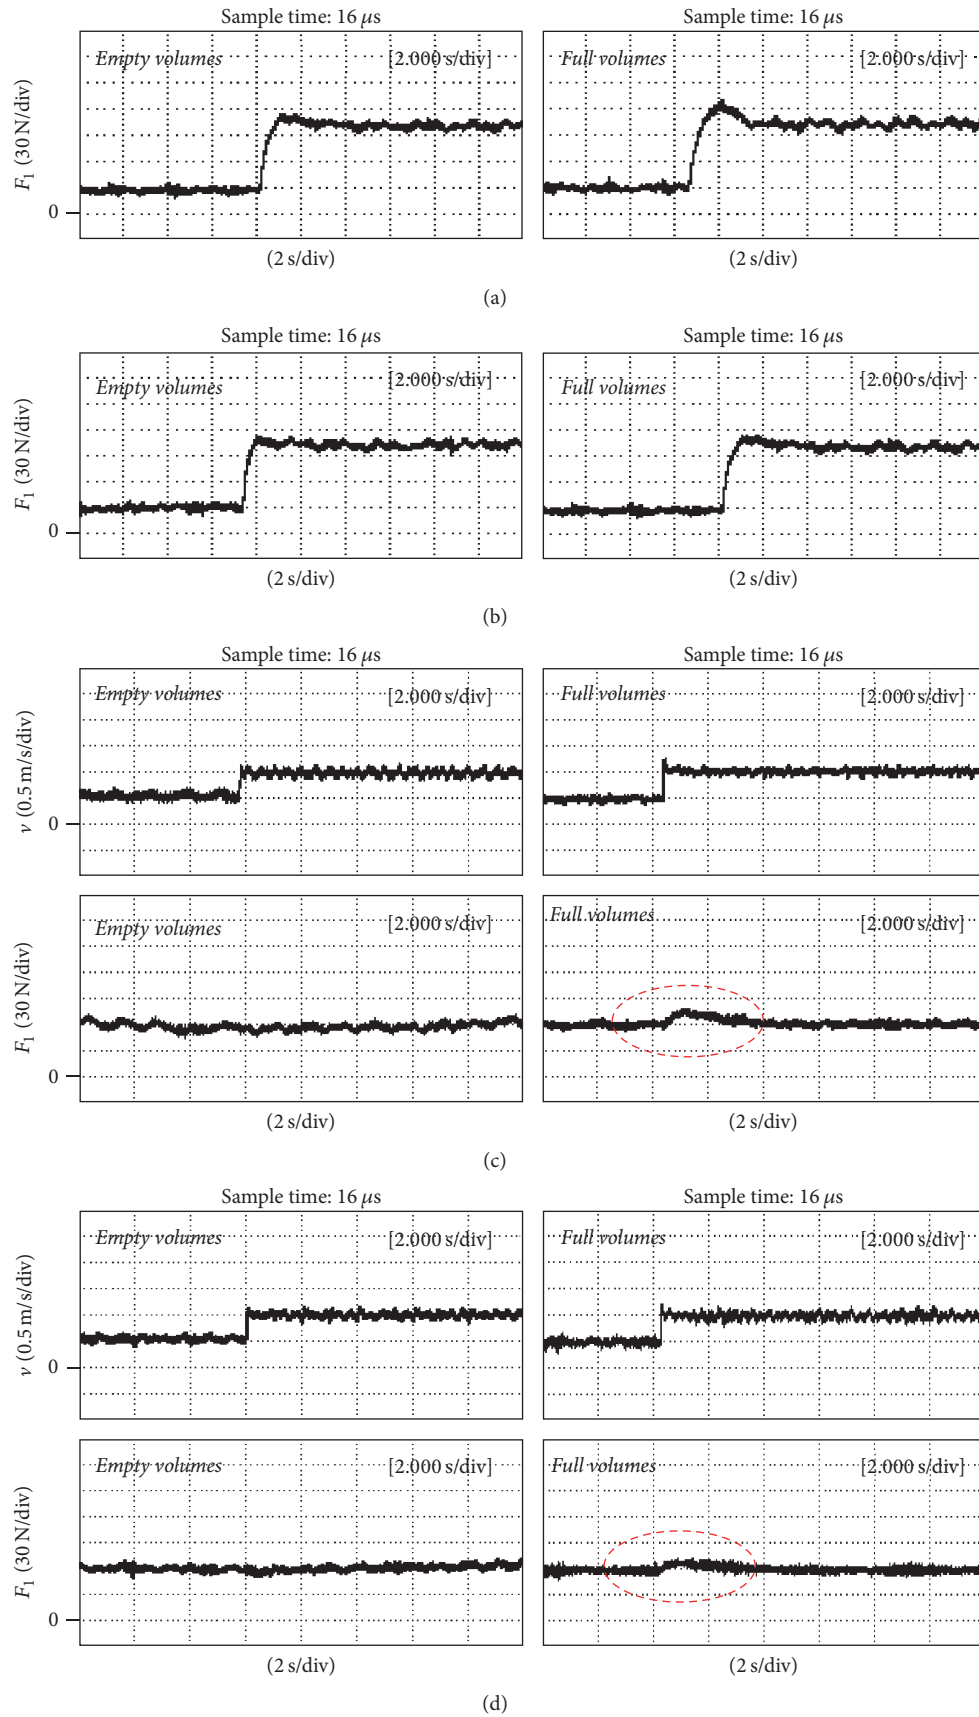 Sample time: 16 μs
Sample time: 16 μs
Empty volumes
[2.000 s/div]
Full volumes
[2.000 s/div]
F1 (30 N/div)
0
(2 s/div)
(2 s/div)
(a)
Sample time: 16 μs
Sample time: 16 μs
Empty volumes
[2.000 s/div]
Full volumes
[2.000 s/div]
F1 (30 N/div)
0
(2 s/div)
(2 s/div)
(b)
Sample time: 16 μs
Sample time: 16 μs
Empty volumes
[2.000 s/div]
Full volumes
[2.000 s/div]
v (0.5 m/s/div)
0
Empty volumes
[2.000 s/div]
Full volumes
[2.000 s/div]
F1 (30 N/div)
0
(2 s/div)
(2 s/div)
(c)
Sample time: 16 μs
Sample time: 16 μs
Empty volumes
[2.000 s/div]
Full volumes
[2.000 s/div]
v (0.5 m/s/div)
0
Empty volumes
[2.000 s/div]
Full volumes
[2.000 s/div]
F1 (30 N/div)
0
(2 s/div)
(2 s/div)
(d)